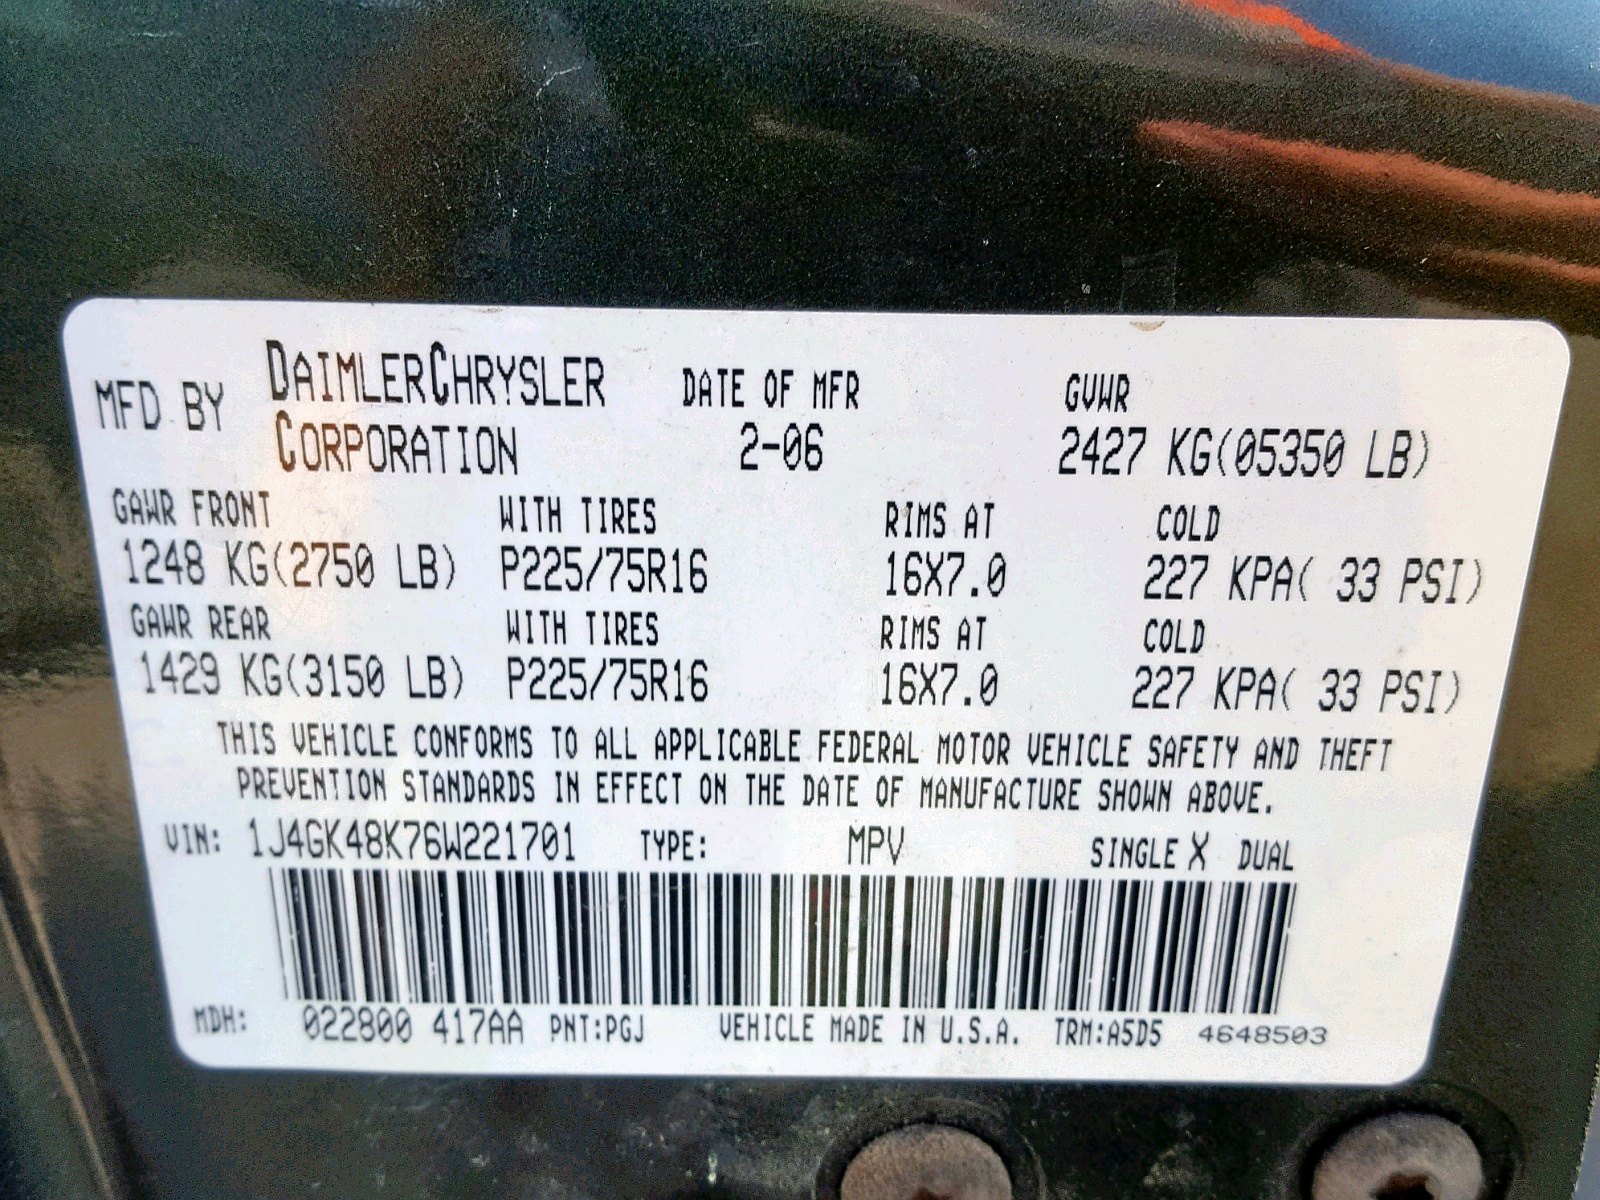 MFD BY DAIMLERCHRYSLER CORPORATION DATE OF MFR 2-06 GVWR 2427 KG(05350 LB)
GAWR FRONT WITH TIRES RIMS AT COLD
1248 KG(2750 LB) P225/75R16 16X7.0 227 KPA( 33 PSI)
GAWR REAR WITH TIRES RIMS AT COLD
1429 KG(3150 LB) P225/75R16 16X7.0 227 KPA( 33 PSI)
THIS VEHICLE CONFORMS TO ALL APPLICABLE FEDERAL MOTOR VEHICLE SAFETY AND THEFT
PREVENTION STANDARDS IN EFFECT ON THE DATE OF MANUFACTURE SHOWN ABOVE.
VIN: 1J4GK48K76W221701 TYPE: MPV SINGLE X DUAL
MDH: 022800 417AA PNT:PGJ VEHICLE MADE IN U.S.A. TRM:A5D5 4648503